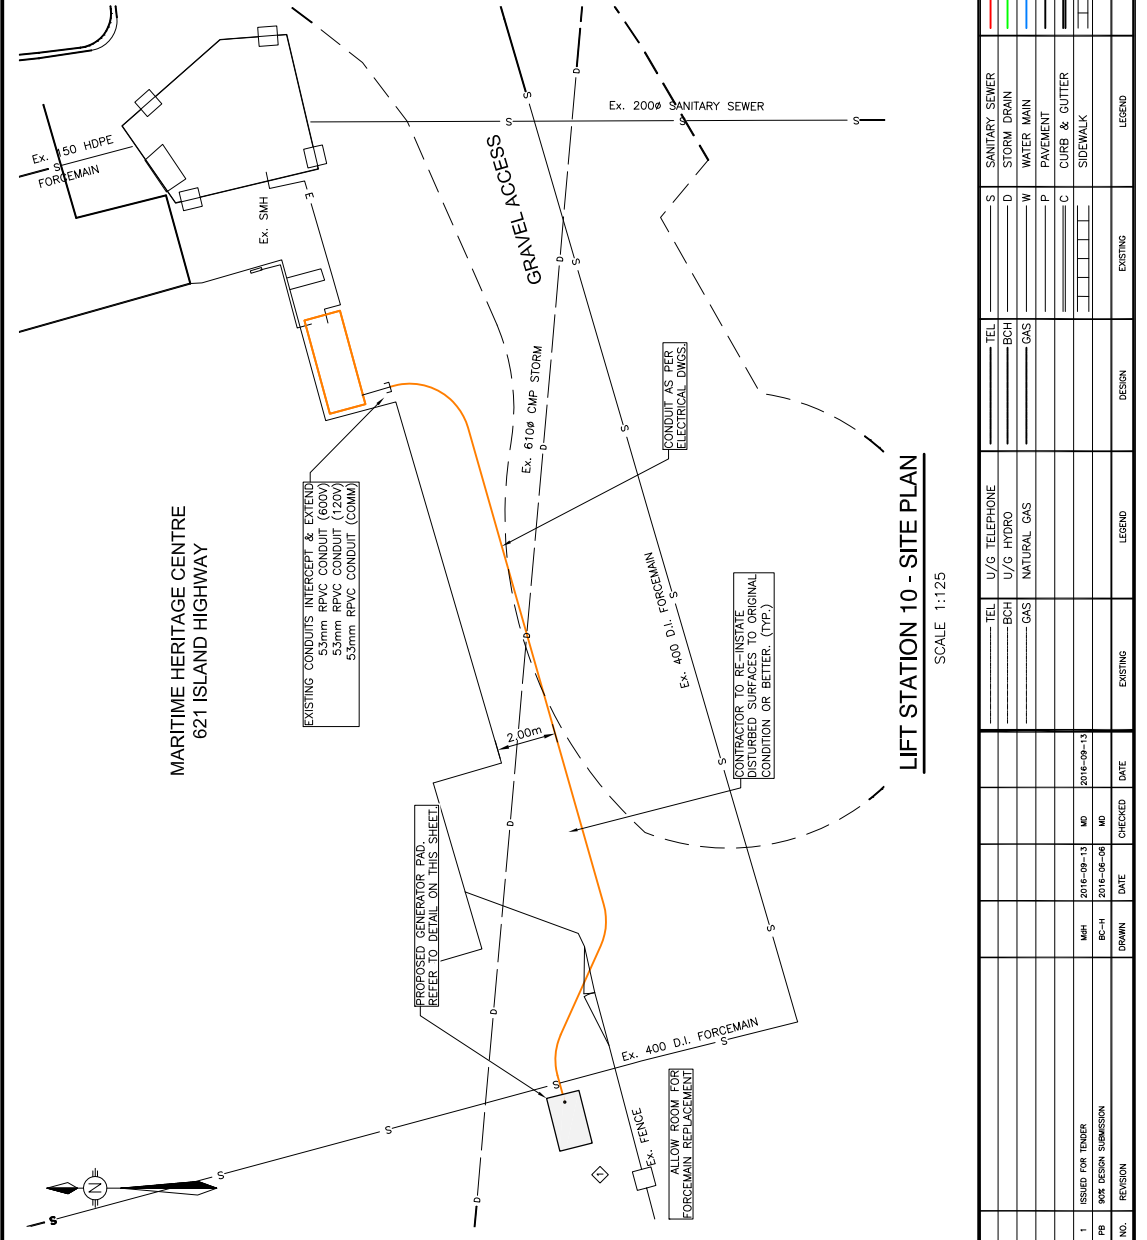 Ex. 150 HDPE
FORCEMAIN
S
Ex. SMH
E
Ex. 200ø SANITARY SEWER
S
S
S
GRAVEL ACCESS
S
D
D
S
Ex. 610ø CMP STORM
D
S
CONDUIT AS PER
ELECTRICAL DWGS.
MARITIME HERITAGE CENTRE
621 ISLAND HIGHWAY
EXISTING CONDUITS INTERCEPT & EXTEND
53mm RPVC CONDUIT (600V)
53mm RPVC CONDUIT (120V)
53mm RPVC CONDUIT (COMM)
Ex. 400 D.I. FORCEMAIN
S
D
2.00m
CONTRACTOR TO RE-INSTATE
DISTURBED SURFACES TO ORIGINAL
CONDITION OR BETTER. (TYP.)
S
D
PROPOSED GENERATOR PAD.
REFER TO DETAIL ON THIS SHEET.
S
D
Ex. 400 D.I. FORCEMAIN
S
S
S
S
S
D
Ex. FENCE
ALLOW ROOM FOR
FORCEMAIN REPLACEMENT
1
N
LIFT STATION 10 - SITE PLAN
SCALE 1:125
S SANITARY SEWER
D STORM DRAIN
W WATER MAIN
P PAVEMENT
C CURB & GUTTER
SIDEWALK
EXISTING LEGEND
TEL
BCH
GAS
DESIGN
U/G TELEPHONE
U/G HYDRO
NATURAL GAS
LEGEND
TEL
BCH
GAS
EXISTING
1 ISSUED FOR TENDER MdH 2016-09-13 MD 2016-09-13
PB 90% DESIGN SUBMISSION BC-H 2016-06-06 MD
NO. REVISION DRAWN DATE CHECKED DATE